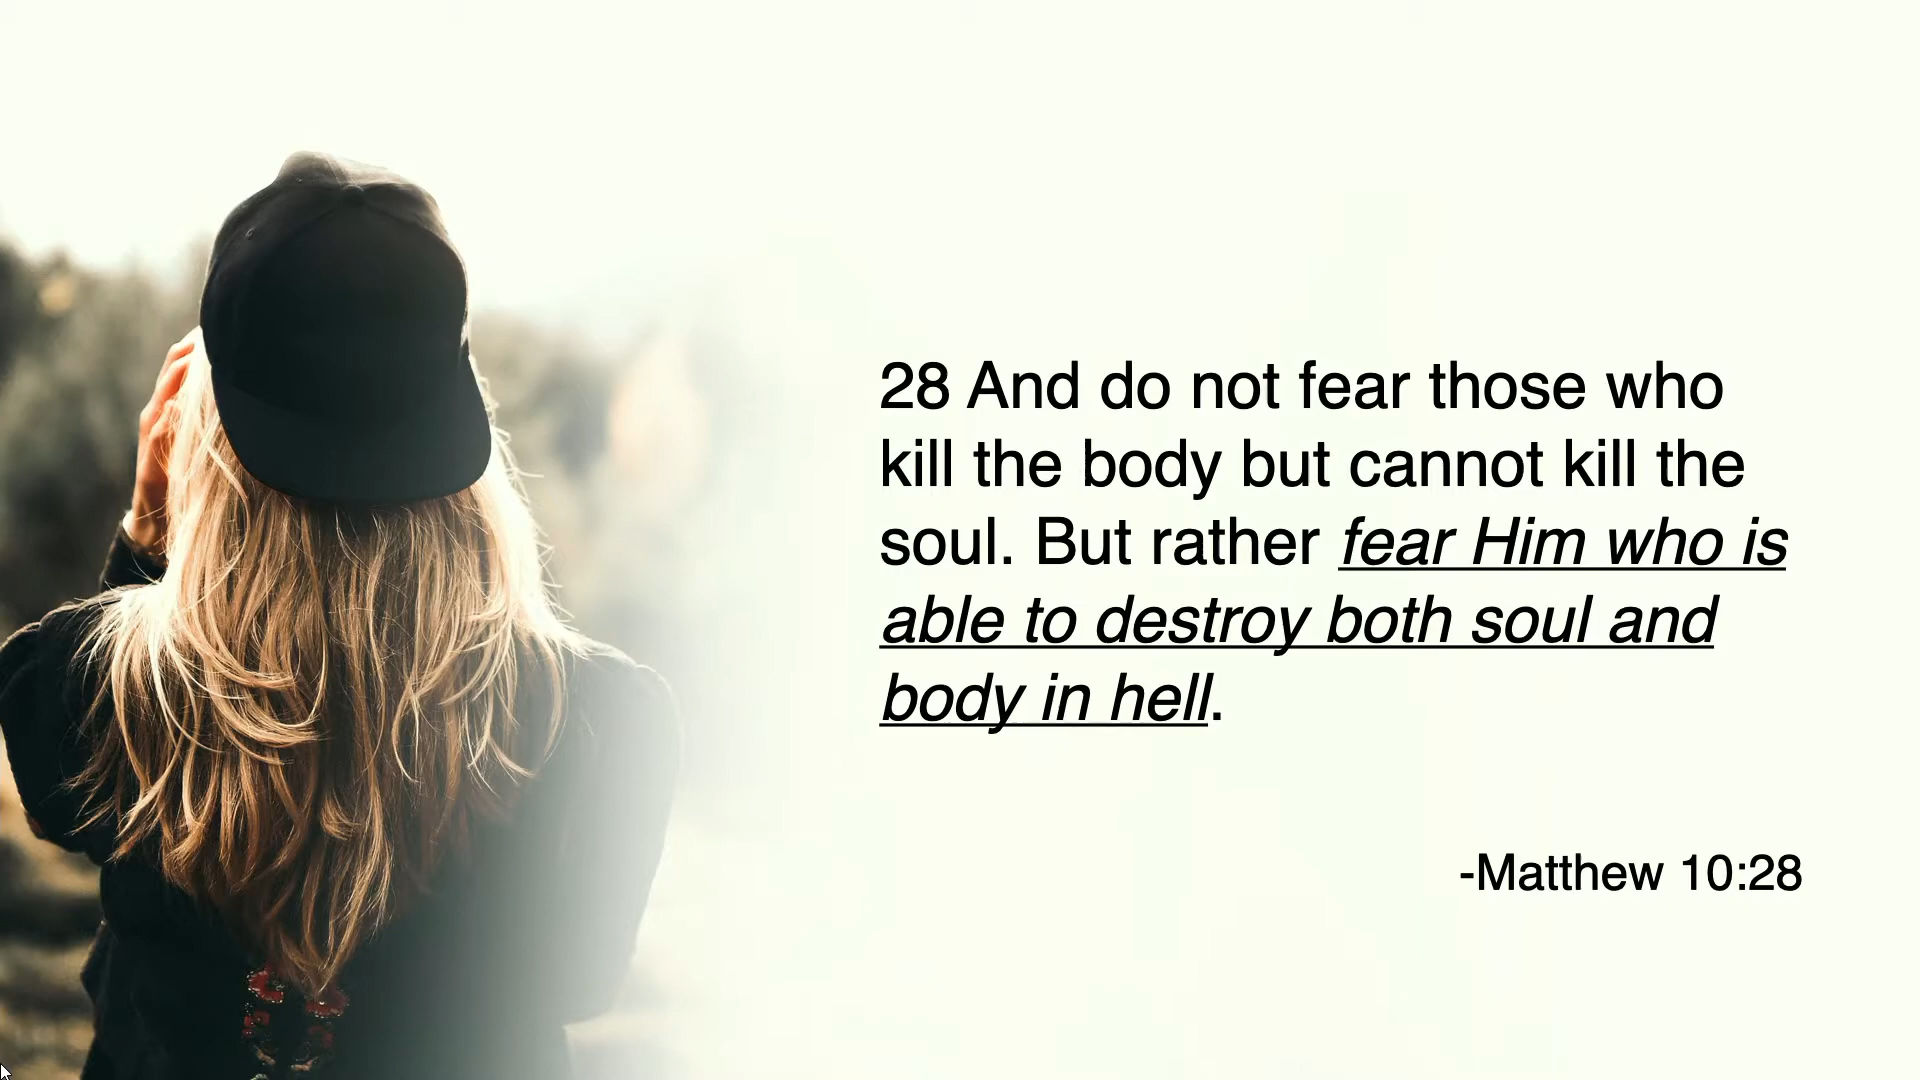 28 And do not fear those who
kill the body but cannot kill the
soul. But rather fear Him who is
able to destroy both soul and
body in hell.
-Matthew 10:28